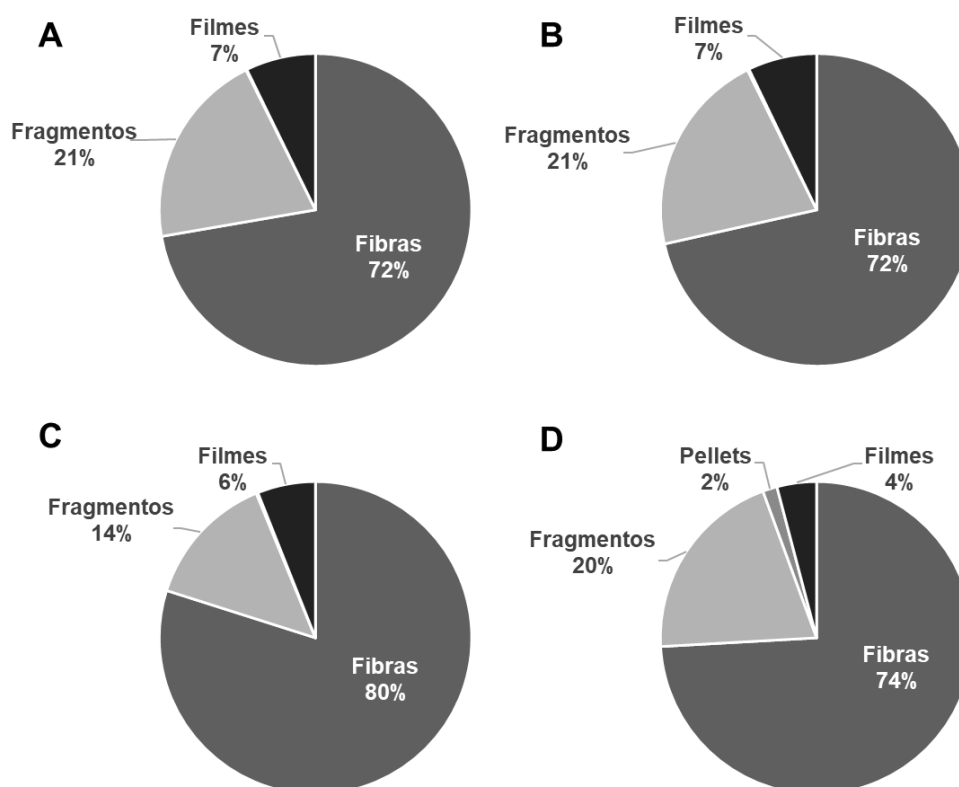 A
Filmes
7%
Fragmentos
21%
Fibras
72%
B
Filmes
7%
Fragmentos
21%
Fibras
72%
C
Filmes
6%
Fragmentos
14%
Fibras
80%
D
Pellets
2%
Filmes
4%
Fragmentos
20%
Fibras
74%